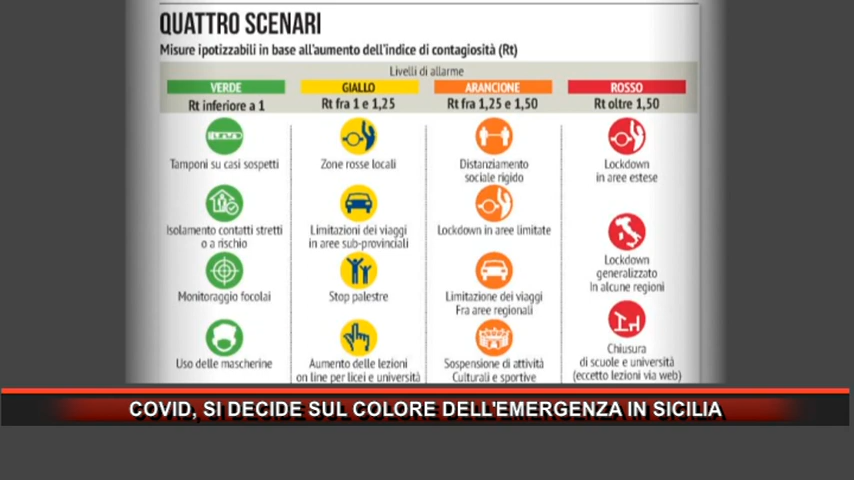 QUATTRO SCENARI
Misure ipotizzabili in base all'aumento dell'indice di contagiosità (Rt)
Livelli di allarme
VERDE
Rt inferiore a 1
Tamponi su casi sospetti
Isolamento contatti stretti
o a rischio
Monitoraggio focolai
Uso delle mascherine
GIALLO
Rt fra 1 e 1,25
Zone rosse locali
Limitazioni dei viaggi
in aree sub-provinciali
Stop palestre
Aumento delle lezioni
on line per licei e università
ARANCIONE
Rt fra 1,25 e 1,50
Distanziamento
sociale rigido
Lockdown in aree limitate
Limitazione dei viaggi
Fra aree regionali
Sospensione di attività
Culturali e sportive
ROSSO
Rt oltre 1,50
Lockdown
in aree estese
Lockdown
generalizzato
In alcune regioni
Chiusura
di scuole e università
(eccetto lezioni via web)
COVID, SI DECIDE SUL COLORE DELL'EMERGENZA IN SICILIA